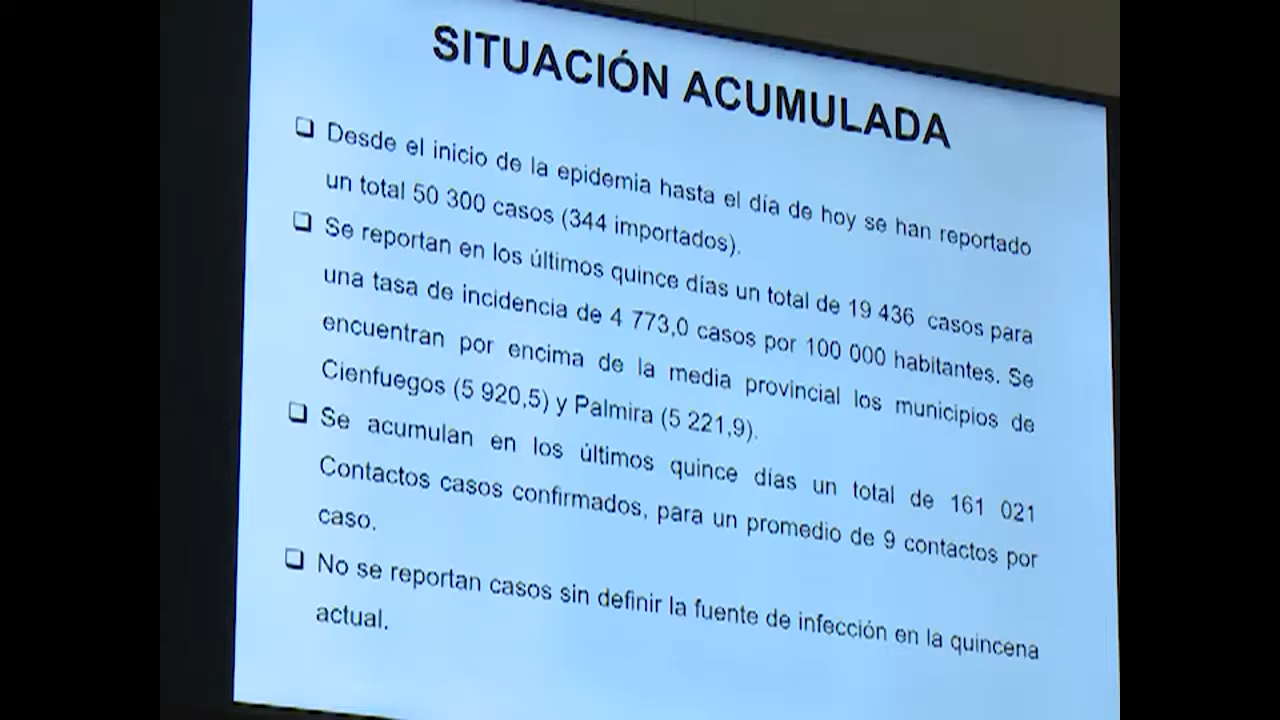 SITUACIÓN ACUMULADA
❑ Desde el inicio de la epidemia hasta el día de hoy se han reportado
un total 50 300 casos (344 importados).
❑ Se reportan en los últimos quince días un total de 19 436 casos para
una tasa de incidencia de 4 773,0 casos por 100 000 habitantes. Se
encuentran por encima de la media provincial los municipios de
Cienfuegos (5 920,5) y Palmira (5 221,9).
❑ Se acumulan en los últimos quince días un total de 161 021
Contactos casos confirmados, para un promedio de 9 contactos por
caso.
❑ No se reportan casos sin definir la fuente de infección en la quincena
actual.